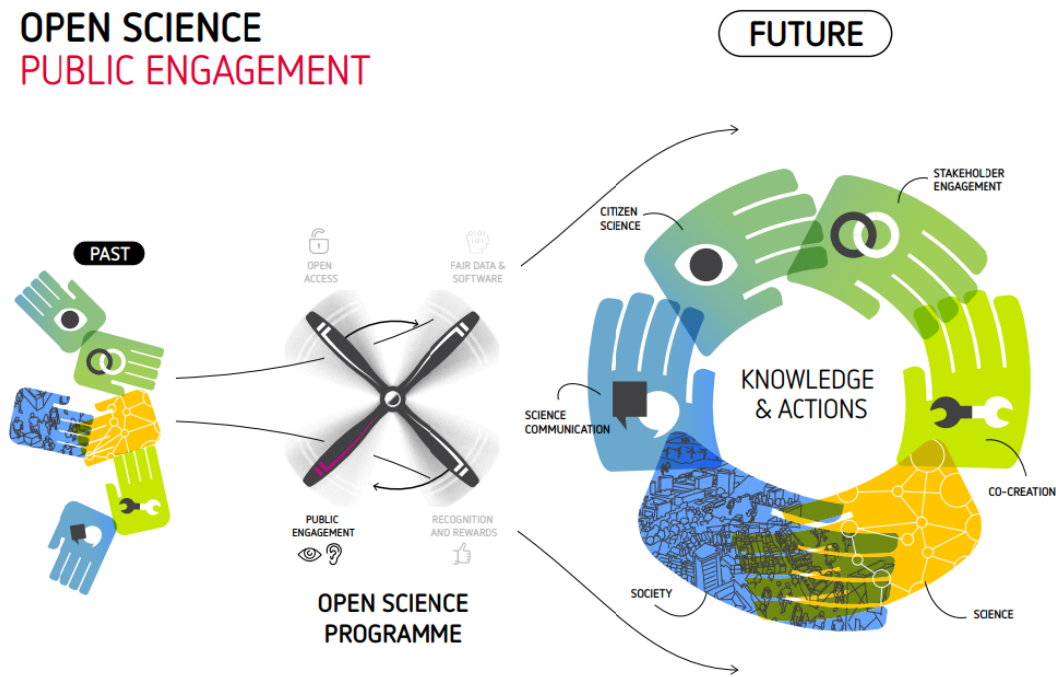 OPEN SCIENCE
PUBLIC ENGAGEMENT
FUTURE
PAST
OPEN
ACCESS
FAIR DATA &
SOFTWARE
PUBLIC
ENGAGEMENT
RECOGNITION
AND REWARDS
OPEN SCIENCE
PROGRAMME
CITIZEN
SCIENCE
STAKEHOLDER
ENGAGEMENT
KNOWLEDGE
& ACTIONS
SCIENCE
COMMUNICATION
CO-CREATION
SOCIETY
SCIENCE